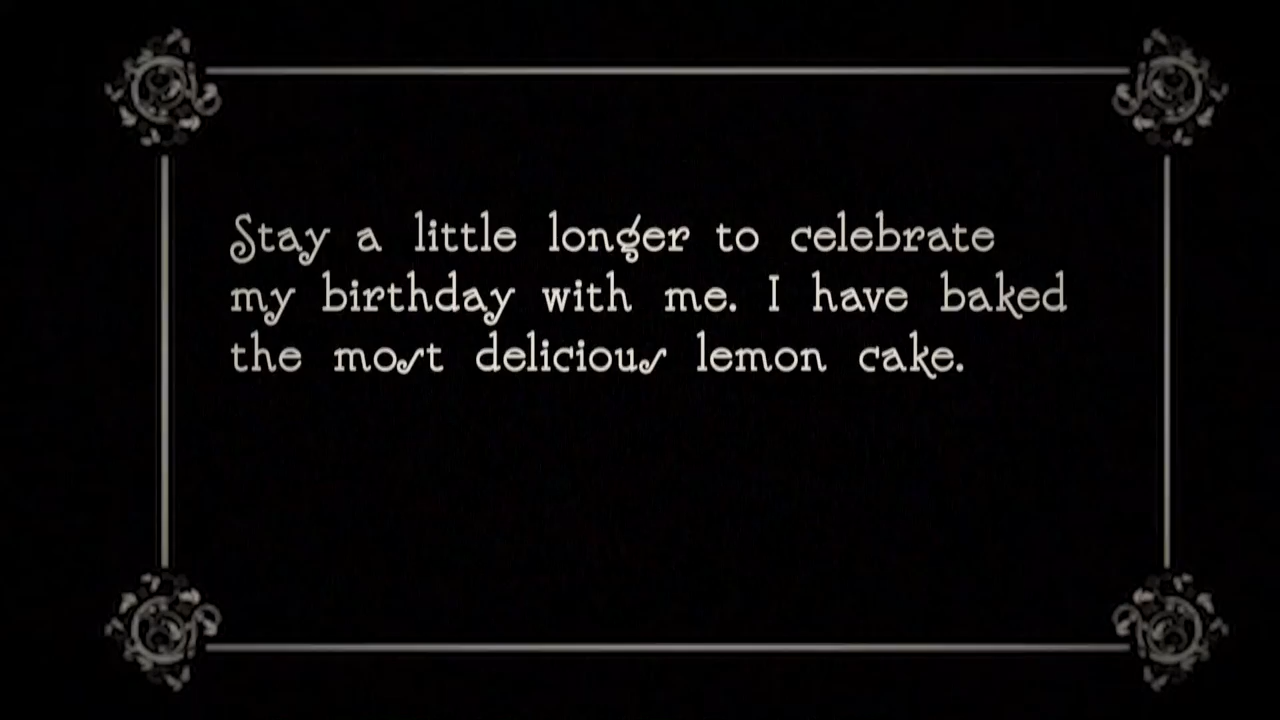 Stay a little longer to celebrate
my birthday with me. I have baked
the most delicious lemon cake.